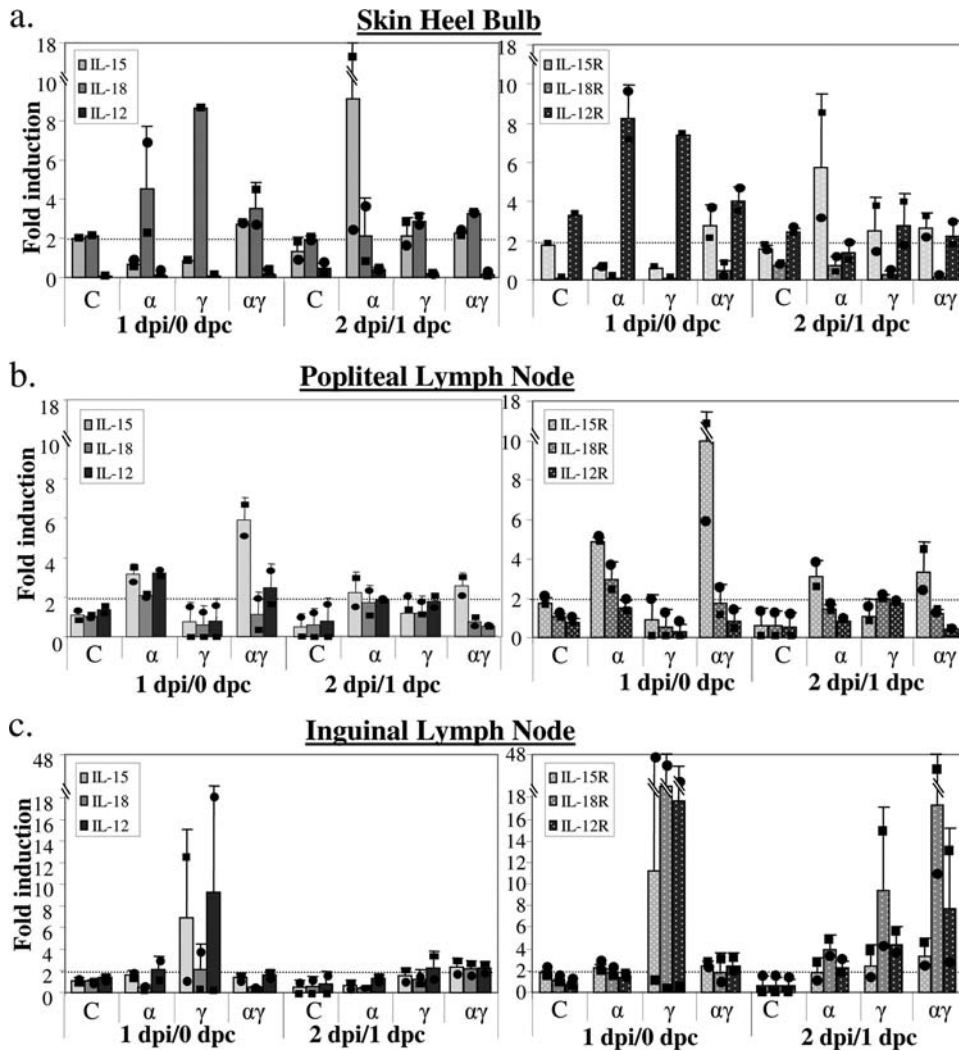 a.
Skin Heel Bulb
18
10
8
6
4
2
0
Fold induction
IL-15
IL-18
IL-12
C α γ αγ C α γ αγ
1 dpi/0 dpc 2 dpi/1 dpc
18
10
8
6
4
2
0
IL-15R
IL-18R
IL-12R
C α γ αγ C α γ αγ
1 dpi/0 dpc 2 dpi/1 dpc
b.
Popliteal Lymph Node
18
10
6
4
2
0
Fold induction
IL-15
IL-18
IL-12
C α γ αγ C α γ αγ
1 dpi/0 dpc 2 dpi/1 dpc
18
10
6
4
2
0
IL-15R
IL-18R
IL-12R
C α γ αγ C α γ αγ
1 dpi/0 dpc 2 dpi/1 dpc
c.
Inguinal Lymph Node
48
18
16
14
12
10
8
6
4
2
0
Fold induction
IL-15
IL-18
IL-12
C α γ αγ C α γ αγ
1 dpi/0 dpc 2 dpi/1 dpc
48
18
16
14
12
10
8
6
4
2
0
IL-15R
IL-18R
IL-12R
C α γ αγ C α γ αγ
1 dpi/0 dpc 2 dpi/1 dpc